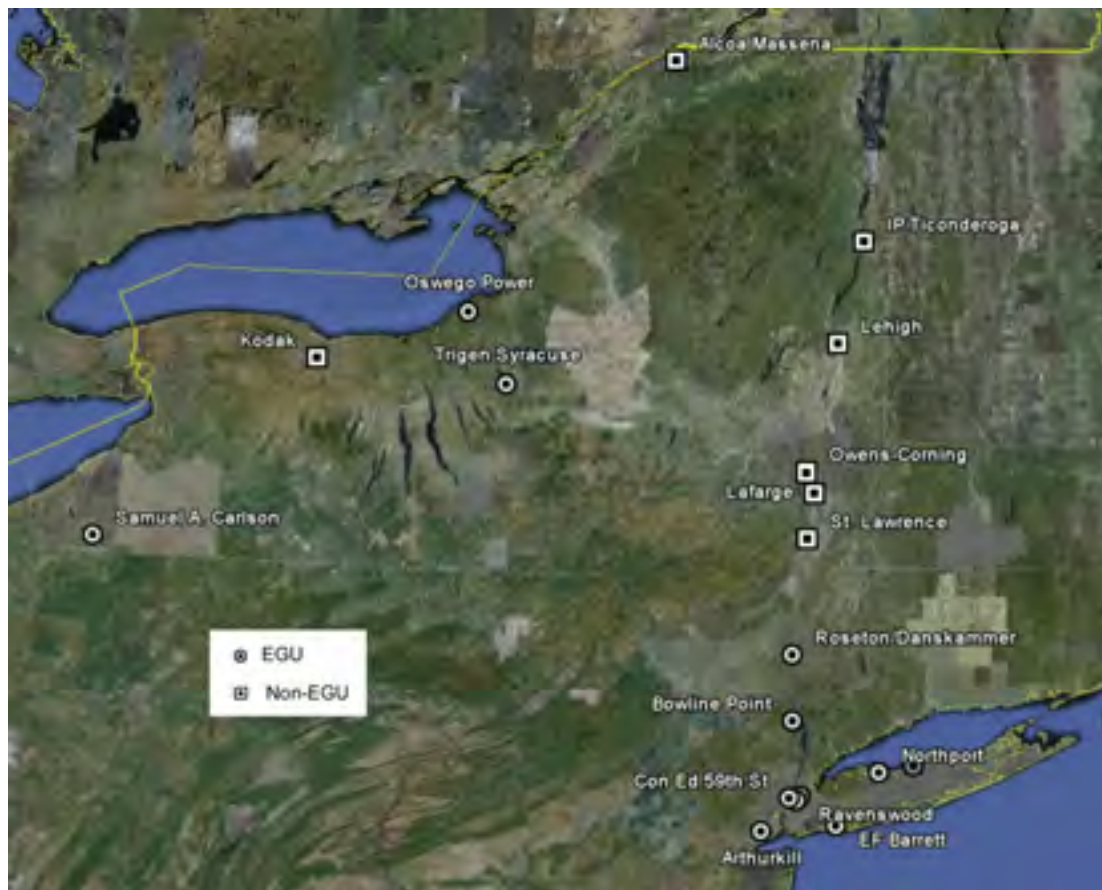 Alcoa Massena
IP Ticonderoga
Oswego Power
Lehigh
Kodak
Trigen Syracuse
Owens-Corning
Lafarge
Samuel A. Carlson
St. Lawrence
Roseton/Danskammer
EGU
Non-EGU
Bowline Point
Northport
Con Ed 59th St
Ravenswood
EF Barrett
Arthurkill